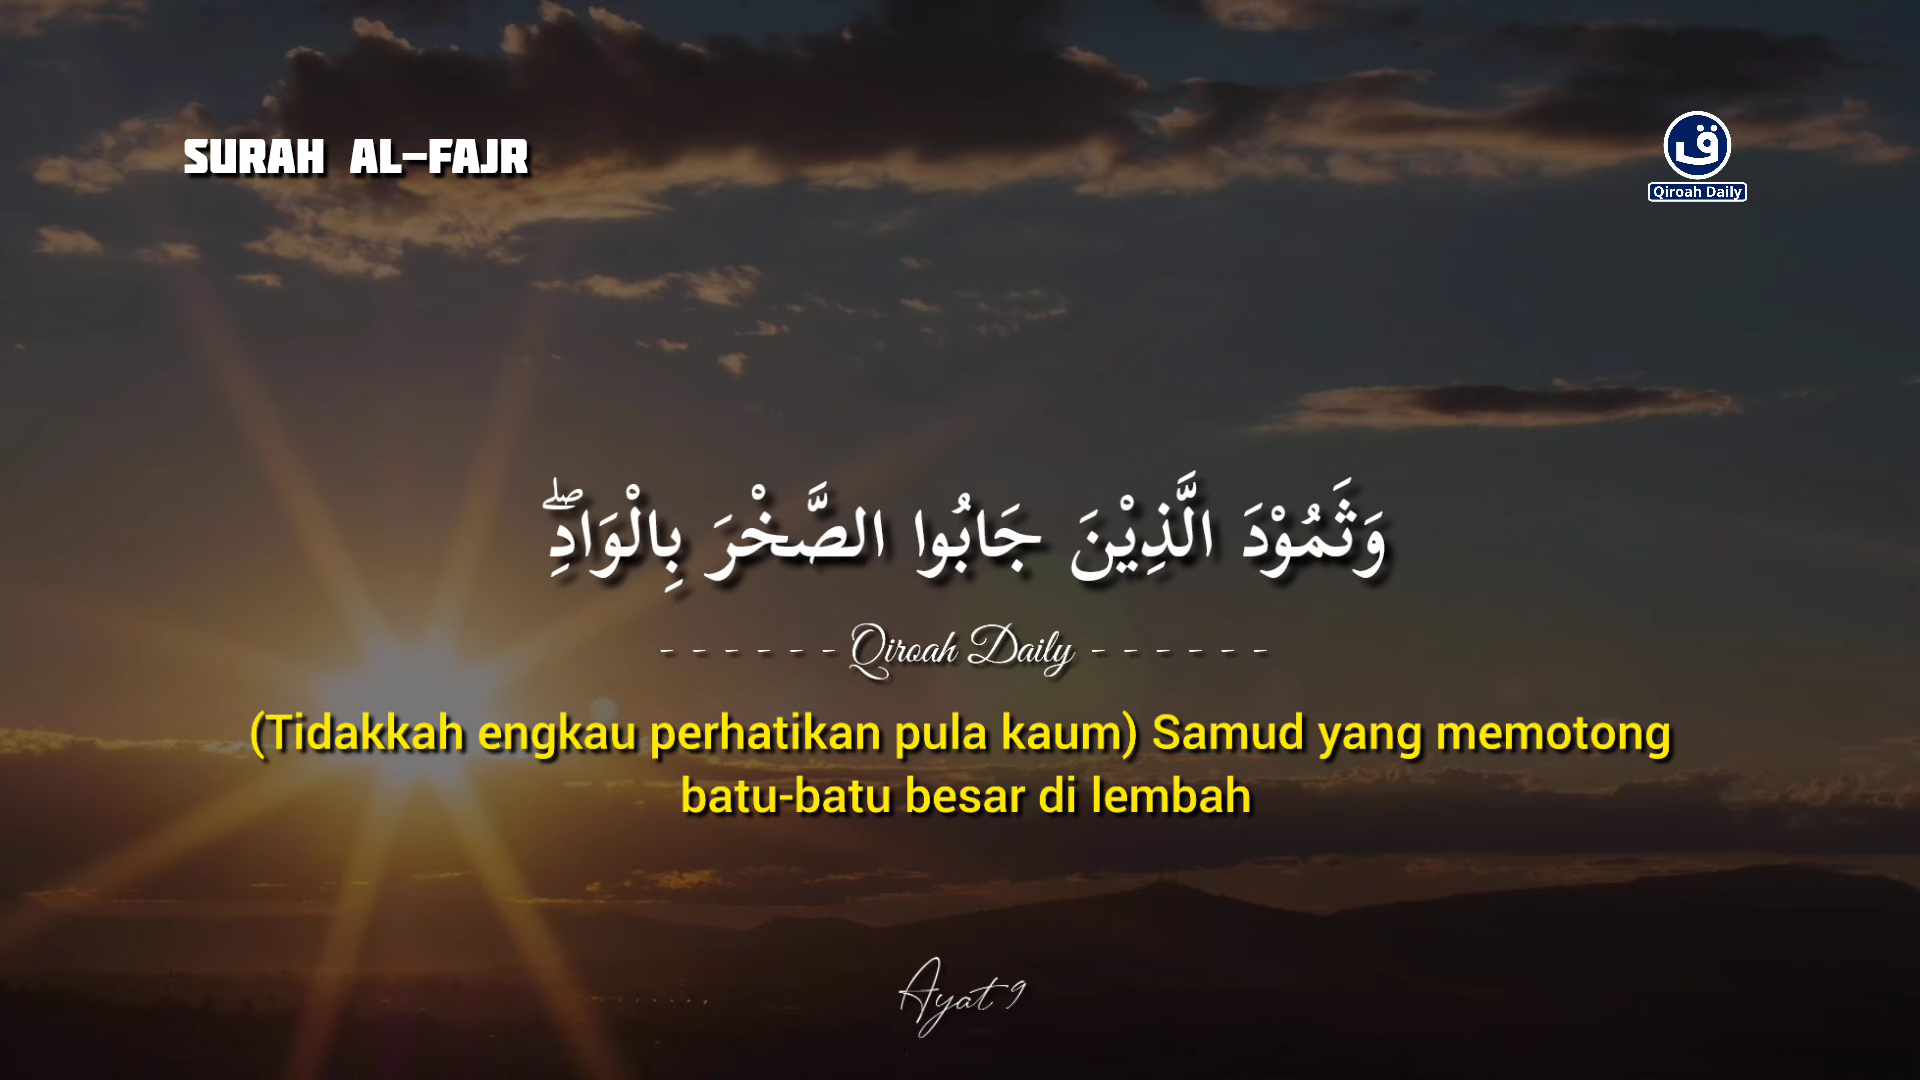 SURAH AL-FAJR
ق
Qiroah Daily
وَثَمُوْدَ الَّذِيْنَ جَابُوا الصَّخْرَ بِالْوَادِۖ
- - - - - - Qiroah Daily - - - - - -
(Tidakkah engkau perhatikan pula kaum) Samud yang memotong
batu-batu besar di lembah
Ayat 9